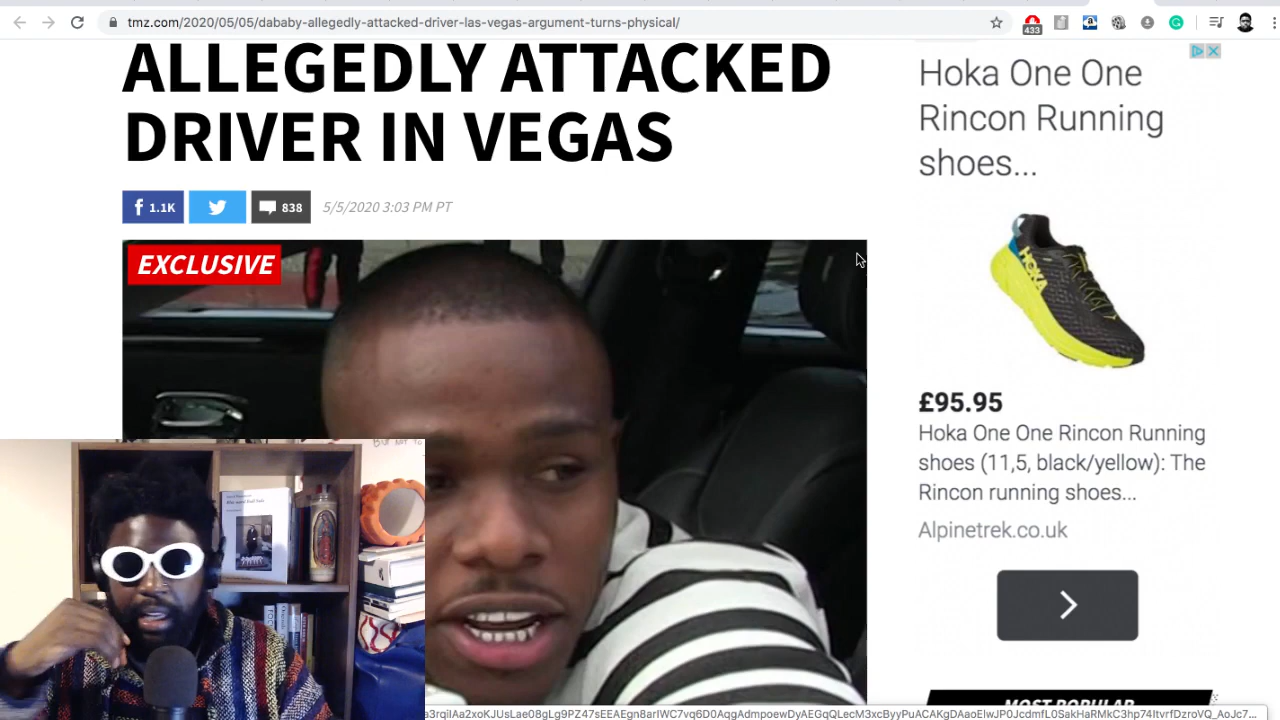 tmz.com/2020/05/05/dababy-allegedly-attacked-driver-las-vegas-argument-turns-physical/
433
ALLEGEDLY ATTACKED
DRIVER IN VEGAS
1.1K
838
5/5/2020 3:03 PM PT
EXCLUSIVE
Hoka One One
Rincon Running
shoes...
HOKA
£95.95
Hoka One One Rincon Running
shoes (11,5, black/yellow): The
Rincon running shoes...
Alpinetrek.co.uk
MOST POPULAR